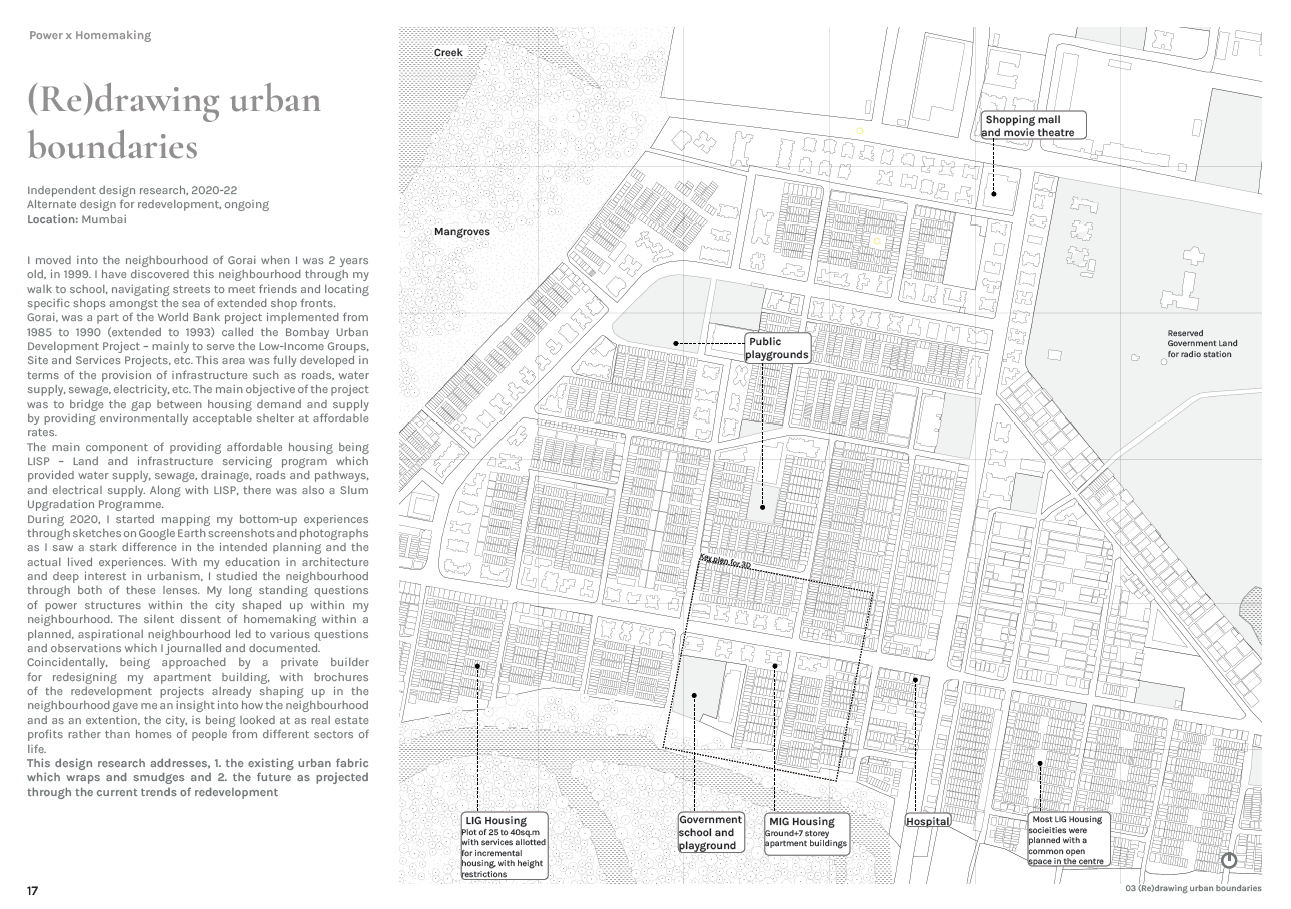 Power x Homemaking
(Re)drawing urban
boundaries
Independent design research, 2020-22
Alternate design for redevelopment, ongoing
Location: Mumbai
I moved into the neighbourhood of Gorai when I was 2 years
old, in 1999. I have discovered this neighbourhood through my
walk to school, navigating streets to meet friends and locating
specific shops amongst the sea of extended shop fronts.
Gorai, was a part of the World Bank project implemented from
1985 to 1990 (extended to 1993) called the Bombay Urban
Development Project – mainly to serve the Low-Income Groups,
Site and Services Projects, etc. This area was fully developed in
terms of the provision of infrastructure such as roads, water
supply, sewage, electricity, etc. The main objective of the project
was to bridge the gap between housing demand and supply
by providing environmentally acceptable shelter at affordable
rates.
The main component of providing affordable housing being
LISP – Land and infrastructure servicing program which
provided water supply, sewage, drainage, roads and pathways,
and electrical supply. Along with LISP, there was also a Slum
Upgradation Programme.
During 2020, I started mapping my bottom-up experiences
through sketches on Google Earth screenshots and photographs
as I saw a stark difference in the intended planning and the
actual lived experiences. With my education in architecture
and deep interest in urbanism, I studied the neighbourhood
through both of these lenses. My long standing questions
of power structures within the city shaped up within my
neighbourhood. The silent dissent of homemaking within a
planned, aspirational neighbourhood led to various questions
and observations which I journalled and documented.
Coincidentally, being approached by a private builder
for redesigning my apartment building, with brochures
of the redevelopment projects already shaping up in the
neighbourhood gave me an insight into how the neighbourhood
and as an extention, the city, is being looked at as real estate
profits rather than homes of people from different sectors of
life.
This design research addresses, 1. the existing urban fabric
which wraps and smudges and 2. the future as projected
through the current trends of redevelopment
17
Creek
Mangroves
Shopping mall
and movie theatre
Public
playgrounds
Reserved
Government Land
for radio station
Key plan for 3D
LIG Housing
Plot of 25 to 40sq.m
with services allotted
for incremental
housing, with height
restrictions
Government
school and
playground
MIG Housing
Ground+7 storey
apartment buildings
Hospital
Most LIG Housing
socieities were
planned with a
common open
space in the centre
03 (Re)drawing urban boundaries